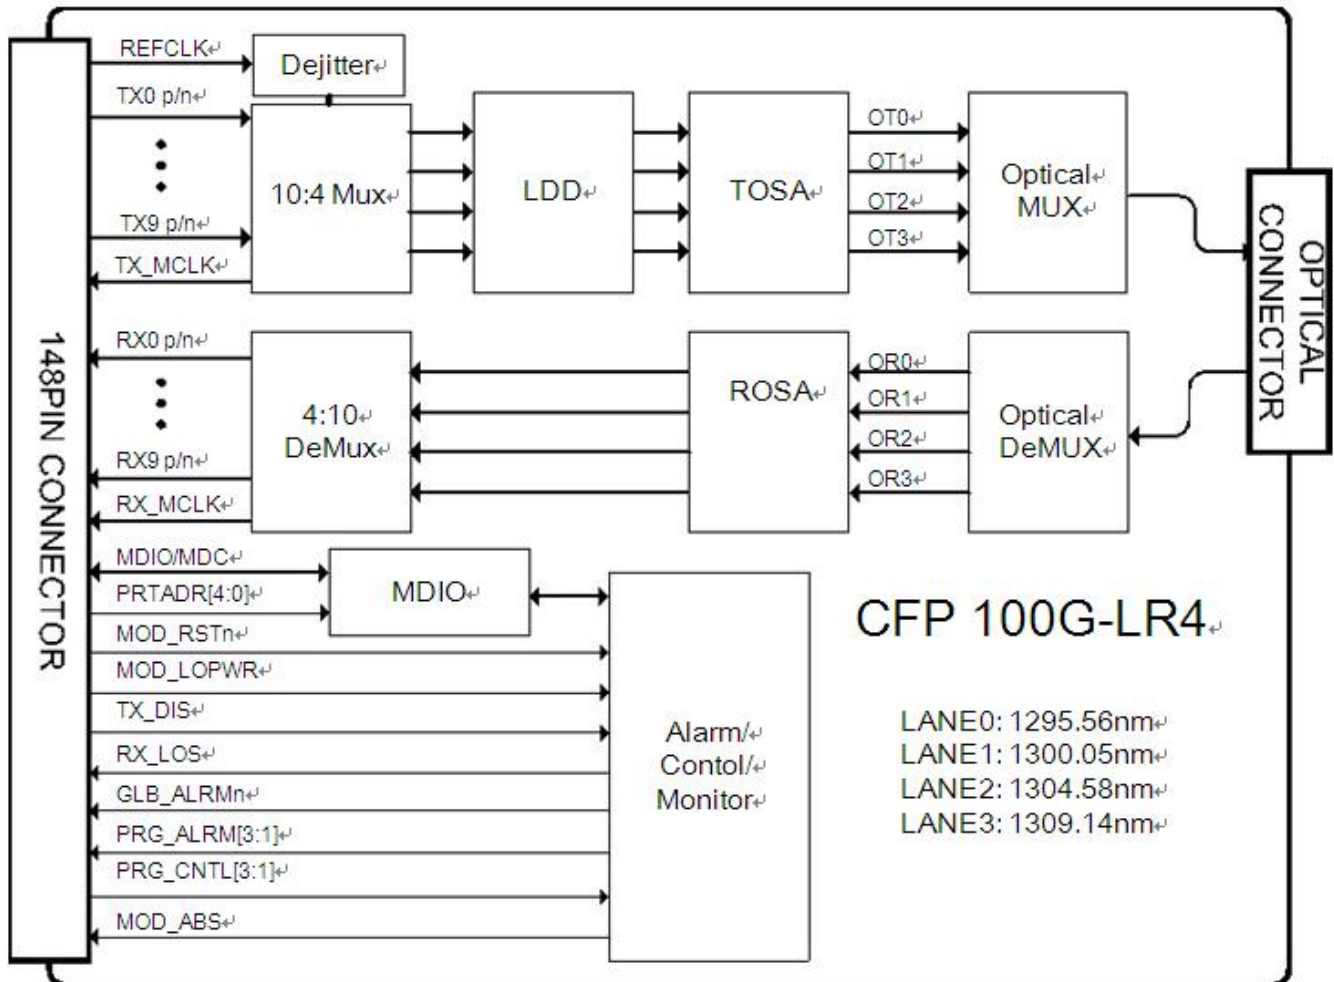 REFCLK
Dejitter
TX0 p/n
10:4 Mux
TX9 p/n
TX_MCLK
LDD
TOSA
OT0
OT1
OT2
OT3
Optical
MUX
OPTICAL
CONNECTOR
148PIN CONNECTOR
RX0 p/n
4:10
DeMux
RX9 p/n
RX_MCLK
ROSA
OR0
OR1
OR2
OR3
Optical
DeMUX
MDIO/MDC
PRTADR[4:0]
MDIO
MOD_RSTn
MOD_LOPWR
TX_DIS
RX_LOS
GLB_ALRMn
PRG_ALRM[3:1]
PRG_CNTL[3:1]
MOD_ABS
Alarm/
Contol/
Monitor
CFP 100G-LR4
LANE0: 1295.56nm
LANE1: 1300.05nm
LANE2: 1304.58nm
LANE3: 1309.14nm